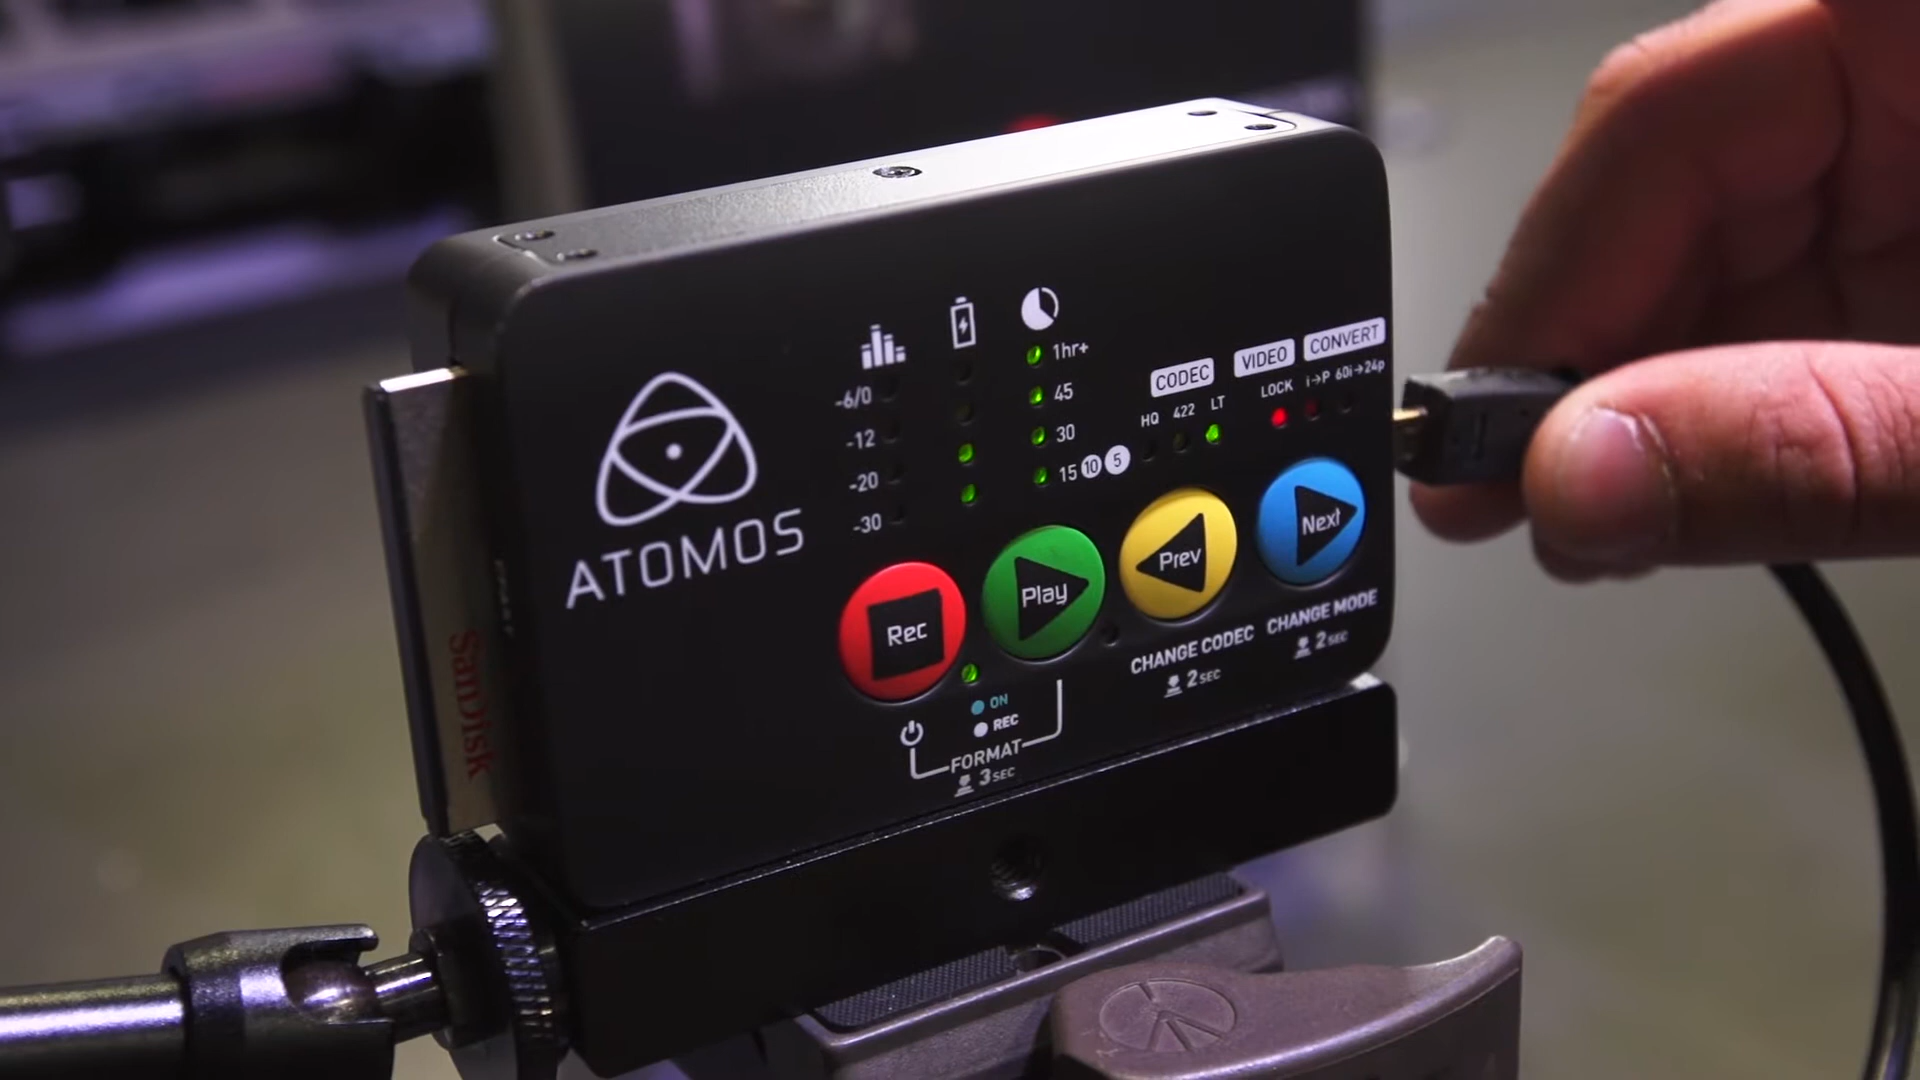 ATOMOS
SanDisk
-6/0
-12
-20
-30
1hr+
45
30
15 10 5
CODEC
HQ 422 LT
VIDEO
LOCK
CONVERT
i→P 60i→24p
Rec
Play
Prev
Next
ON
REC
FORMAT
3SEC
CHANGE CODEC
2SEC
CHANGE MODE
2SEC